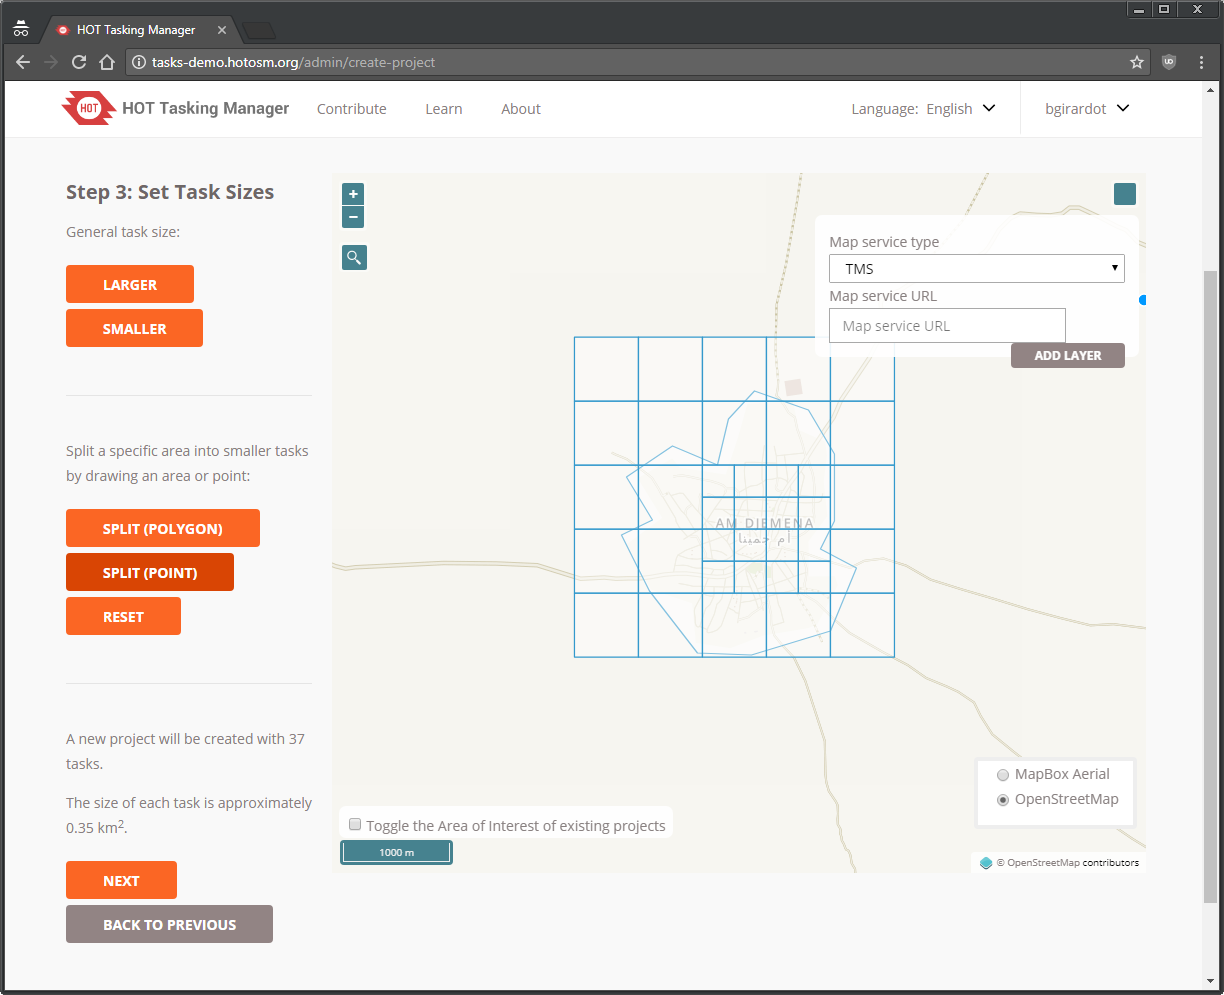 HOT Tasking Manager
tasks-demo.hotosm.org/admin/create-project
HOT
HOT Tasking Manager
Contribute
Learn
About
Language: English
bgirardot
Step 3: Set Task Sizes
General task size:
LARGER
SMALLER
Split a specific area into smaller tasks
by drawing an area or point:
SPLIT (POLYGON)
SPLIT (POINT)
RESET
A new project will be created with 37
tasks.
The size of each task is approximately
0.35 km².
NEXT
BACK TO PREVIOUS
+
−
Map service type
TMS
Map service URL
Map service URL
ADD LAYER
AM DJEMENA
أم جمينا
MapBox Aerial
OpenStreetMap
Toggle the Area of Interest of existing projects
1000 m
© OpenStreetMap contributors